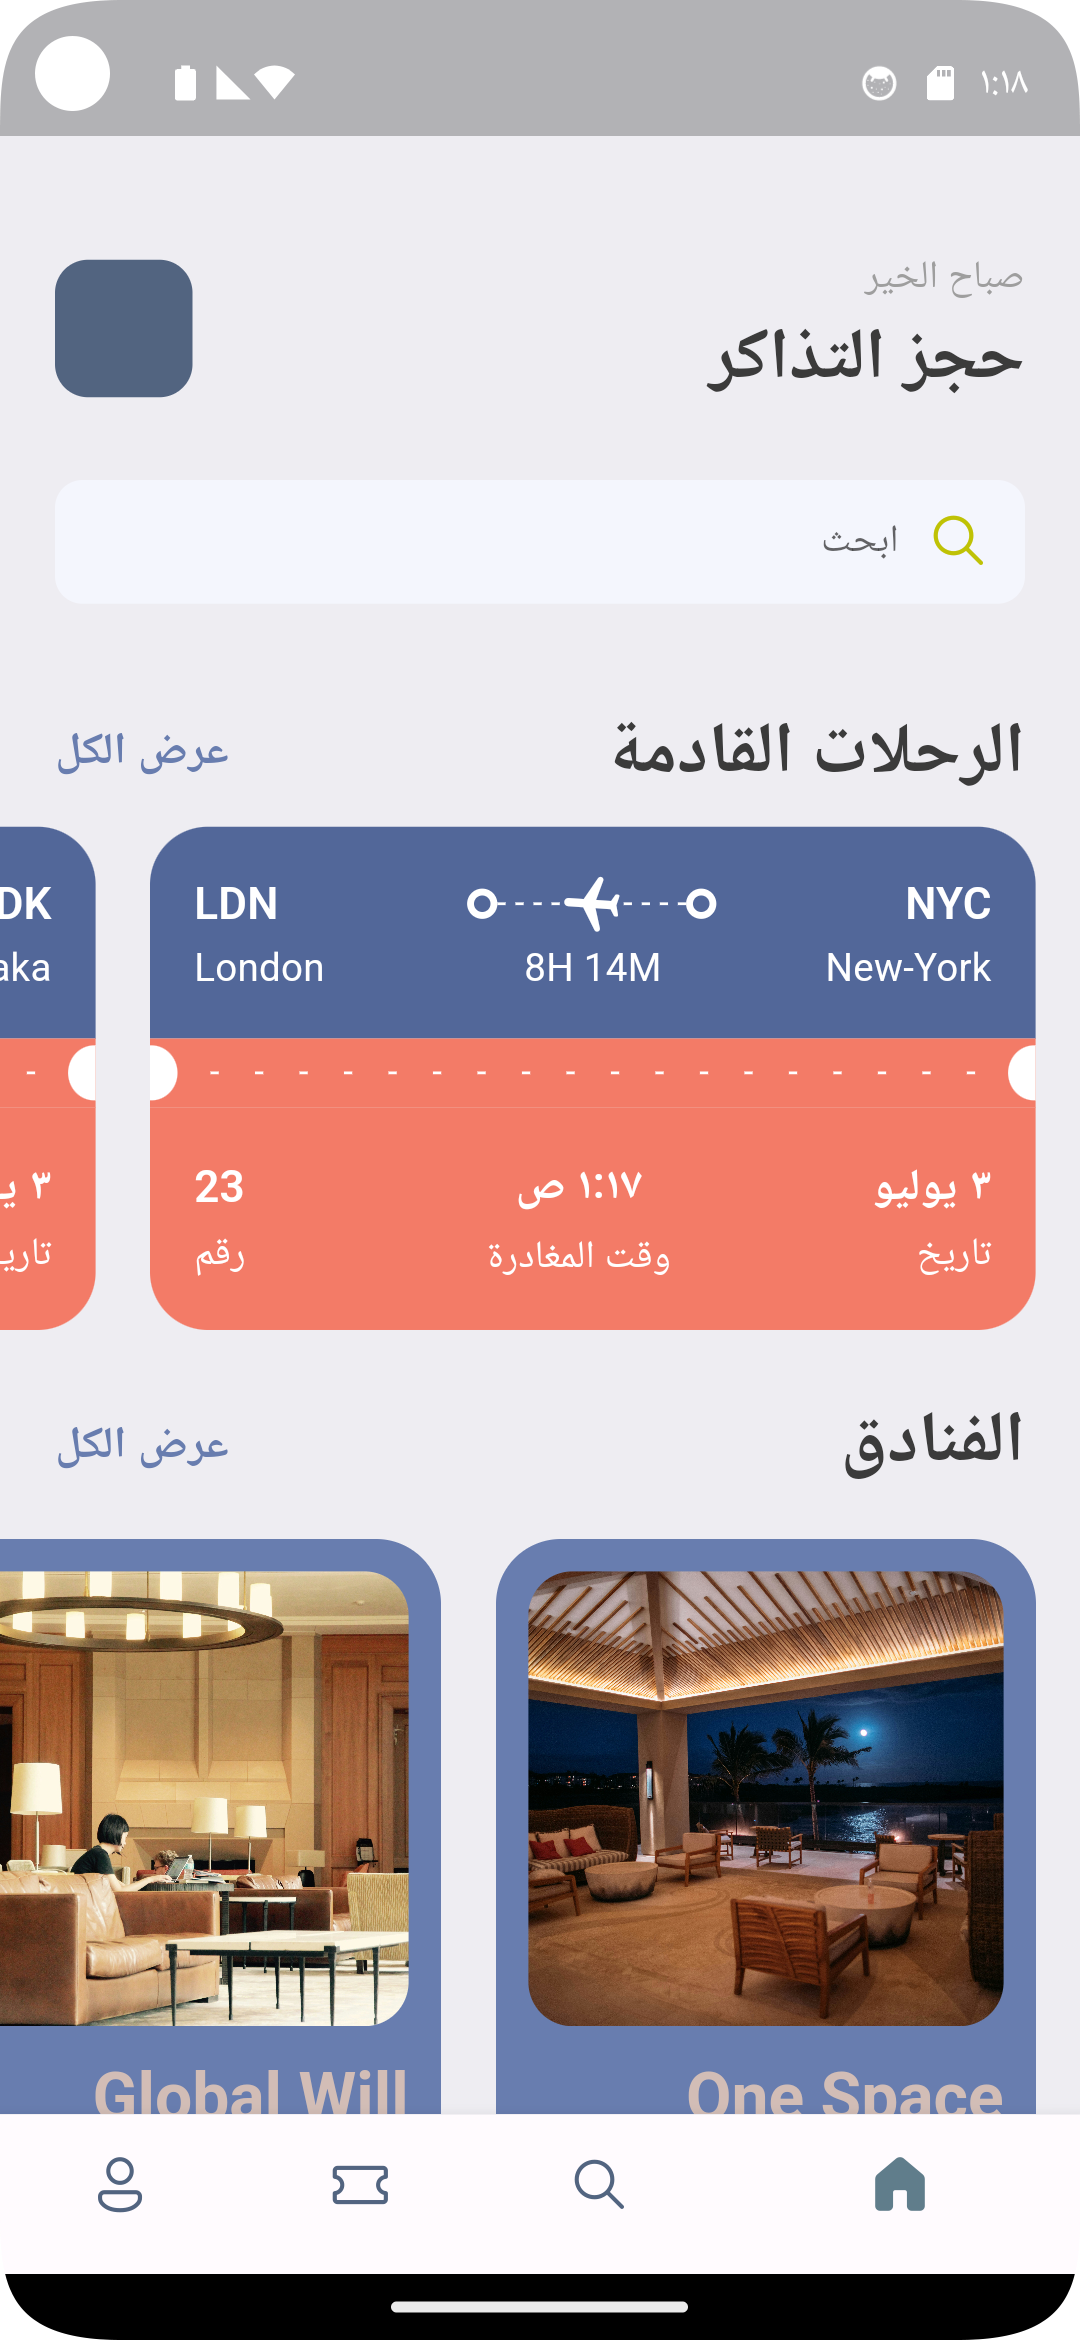 ١:١٨
صباح الخير
حجز التذاكر
ابحث
الرحلات القادمة
عرض الكل
NYC
LDN
New-York
8H 14M
London
٣ يوليو
١:١٧ ص
23
تاريخ
وقت المغادرة
رقم
DK
aka
٣ ي
تاري
الفنادق
عرض الكل
One Space
Global Will